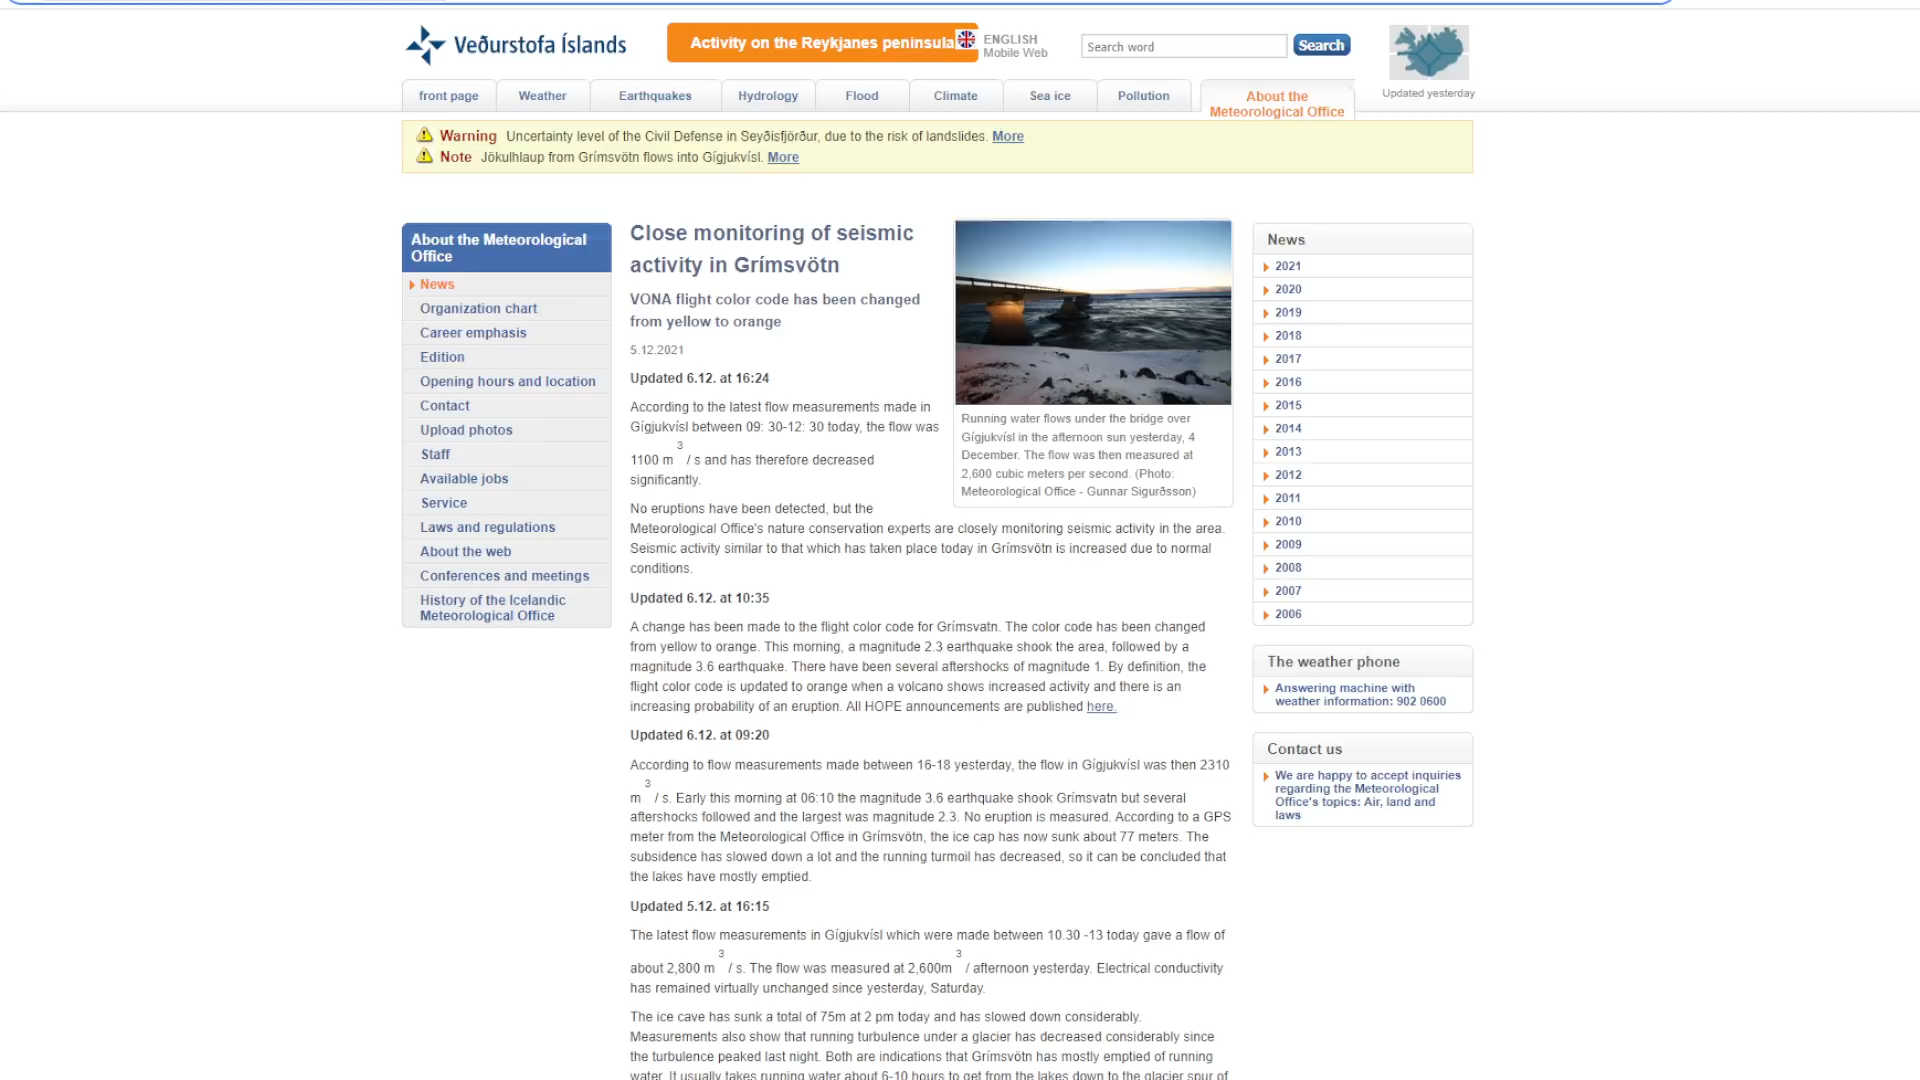 Veðurstofa Íslands
Activity on the Reykjanes peninsula
ENGLISH
Mobile Web
Search word
Search
Updated yesterday
front page
Weather
Earthquakes
Hydrology
Flood
Climate
Sea ice
Pollution
About the
Meteorological Office
Warning Uncertainty level of the Civil Defense in Seyðisfjörður, due to the risk of landslides. More
Note Jökulhlaup from Grímsvötn flows into Gígjukvísl. More
About the Meteorological
Office
News
Organization chart
Career emphasis
Edition
Opening hours and location
Contact
Upload photos
Staff
Available jobs
Service
Laws and regulations
About the web
Conferences and meetings
History of the Icelandic
Meteorological Office
Close monitoring of seismic
activity in Grímsvötn
VONA flight color code has been changed
from yellow to orange
5.12.2021
Updated 6.12. at 16:24
According to the latest flow measurements made in
Gígjukvísl between 09: 30-12: 30 today, the flow was
1100 m 3 / s and has therefore decreased
significantly.
No eruptions have been detected, but the
Meteorological Office's nature conservation experts are closely monitoring seismic activity in the area.
Seismic activity similar to that which has taken place today in Grímsvötn is increased due to normal
conditions.
Updated 6.12. at 10:35
A change has been made to the flight color code for Grímsvatn. The color code has been changed
from yellow to orange. This morning, a magnitude 2.3 earthquake shook the area, followed by a
magnitude 3.6 earthquake. There have been several aftershocks of magnitude 1. By definition, the
flight color code is updated to orange when a volcano shows increased activity and there is an
increasing probability of an eruption. All HOPE announcements are published here.
Updated 6.12. at 09:20
According to flow measurements made between 16-18 yesterday, the flow in Gígjukvísl was then 2310
m 3 / s. Early this morning at 06:10 the magnitude 3.6 earthquake shook Grímsvatn but several
aftershocks followed and the largest was magnitude 2.3. No eruption is measured. According to a GPS
meter from the Meteorological Office in Grímsvötn, the ice cap has now sunk about 77 meters. The
subsidence has slowed down a lot and the running turmoil has decreased, so it can be concluded that
the lakes have mostly emptied.
Updated 5.12. at 16:15
The latest flow measurements in Gígjukvísl which were made between 10.30 -13 today gave a flow of
about 2,800 m 3 / s. The flow was measured at 2,600m 3 / afternoon yesterday. Electrical conductivity
has remained virtually unchanged since yesterday, Saturday.
The ice cave has sunk a total of 75m at 2 pm today and has slowed down considerably.
Measurements also show that running turbulence under a glacier has decreased considerably since
the turbulence peaked last night. Both are indications that Grímsvötn has mostly emptied of running
water. It usually takes running water about 6-10 hours to get from the lakes down to the glacier spur of
Running water flows under the bridge over
Gígjukvísl in the afternoon sun yesterday, 4
December. The flow was then measured at
2,600 cubic meters per second. (Photo:
Meteorological Office - Gunnar Sigurðsson)
News
2021
2020
2019
2018
2017
2016
2015
2014
2013
2012
2011
2010
2009
2008
2007
2006
The weather phone
Answering machine with
weather information: 902 0600
Contact us
We are happy to accept inquiries
regarding the Meteorological
Office's topics: Air, land and
laws